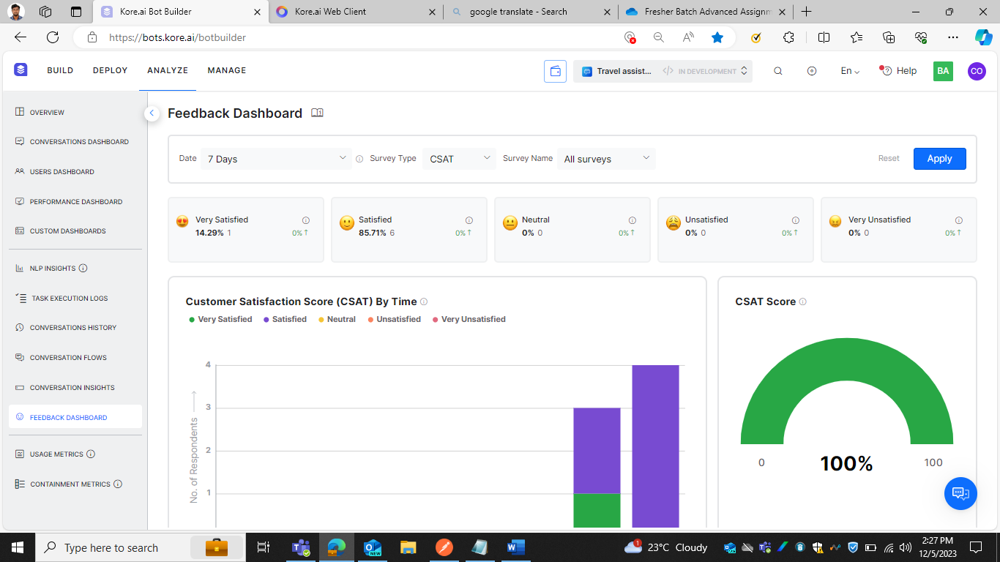 Kore.ai Bot Builder
Kore.ai Web Client
google translate - Search
Fresher Batch Advanced Assignm
https://bots.kore.ai/botbuilder
BUILD DEPLOY ANALYZE MANAGE
Travel assist... IN DEVELOPMENT
En
Help
BA
CO
OVERVIEW
CONVERSATIONS DASHBOARD
USERS DASHBOARD
PERFORMANCE DASHBOARD
CUSTOM DASHBOARDS
NLP INSIGHTS
TASK EXECUTION LOGS
CONVERSATIONS HISTORY
CONVERSATION FLOWS
CONVERSATION INSIGHTS
FEEDBACK DASHBOARD
USAGE METRICS
CONTAINMENT METRICS
Feedback Dashboard
Date 7 Days Survey Type CSAT Survey Name All surveys Reset Apply
Very Satisfied
14.29% 1 0%↑
Satisfied
85.71% 6 0%↑
Neutral
0% 0 0%↑
Unsatisfied
0% 0 0%↑
Very Unsatisfied
0% 0 0%↑
Customer Satisfaction Score (CSAT) By Time
Very Satisfied Satisfied Neutral Unsatisfied Very Unsatisfied
4
3
2
1
No. of Respondents
CSAT Score
0 100% 100
Type here to search
NEW
1
23°C Cloudy
2:27 PM
12/5/2023